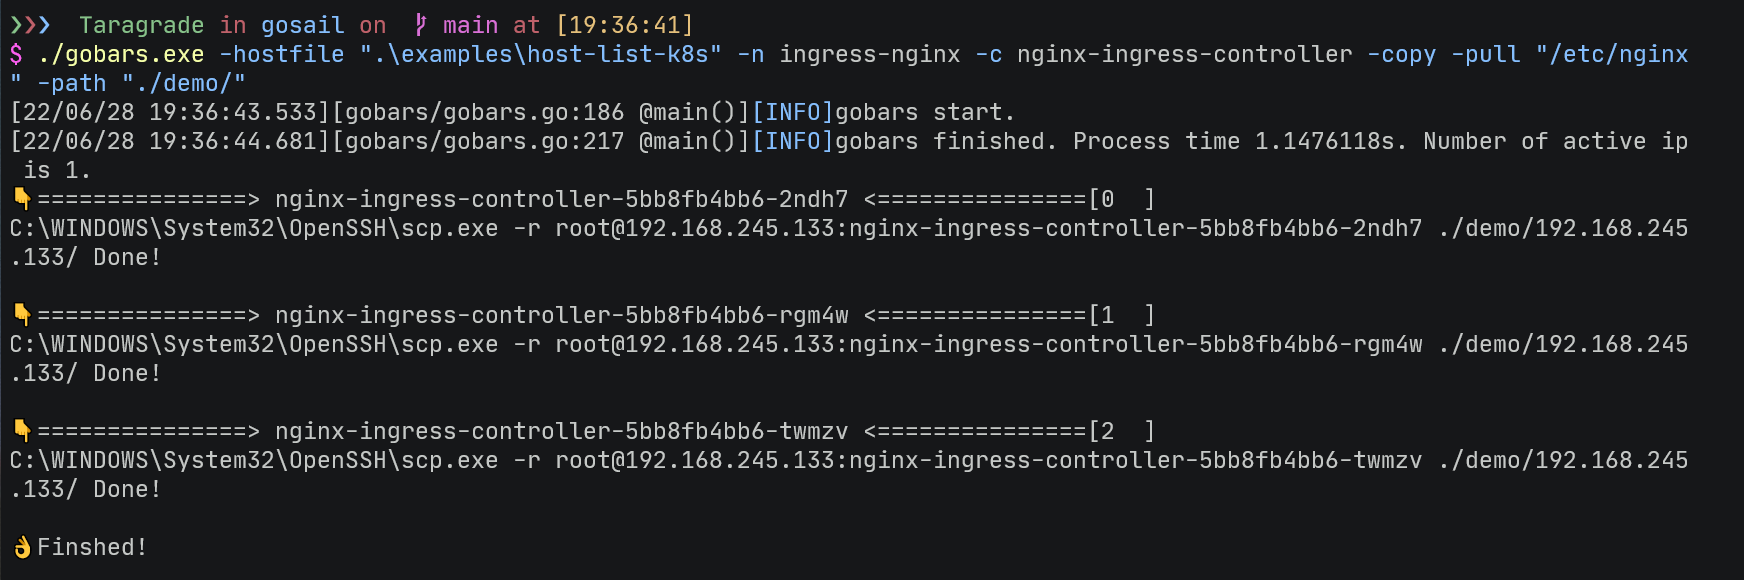 ❯❯❯  Taragrade in gosail on  main at [19:36:41]
$ ./gobars.exe -hostfile ".\examples\host-list-k8s" -n ingress-nginx -c nginx-ingress-controller -copy -pull "/etc/nginx
" -path "./demo/"
[22/06/28 19:36:43.533][gobars/gobars.go:186 @main()][INFO]gobars start.
[22/06/28 19:36:44.681][gobars/gobars.go:217 @main()][INFO]gobars finished. Process time 1.1476118s. Number of active ip
 is 1.
👇===============> nginx-ingress-controller-5bb8fb4bb6-2ndh7 <===============[0  ]
C:\WINDOWS\System32\OpenSSH\scp.exe -r root@192.168.245.133:nginx-ingress-controller-5bb8fb4bb6-2ndh7 ./demo/192.168.245
.133/ Done!
👇===============> nginx-ingress-controller-5bb8fb4bb6-rgm4w <===============[1  ]
C:\WINDOWS\System32\OpenSSH\scp.exe -r root@192.168.245.133:nginx-ingress-controller-5bb8fb4bb6-rgm4w ./demo/192.168.245
.133/ Done!
👇===============> nginx-ingress-controller-5bb8fb4bb6-twmzv <===============[2  ]
C:\WINDOWS\System32\OpenSSH\scp.exe -r root@192.168.245.133:nginx-ingress-controller-5bb8fb4bb6-twmzv ./demo/192.168.245
.133/ Done!
👌Finshed!